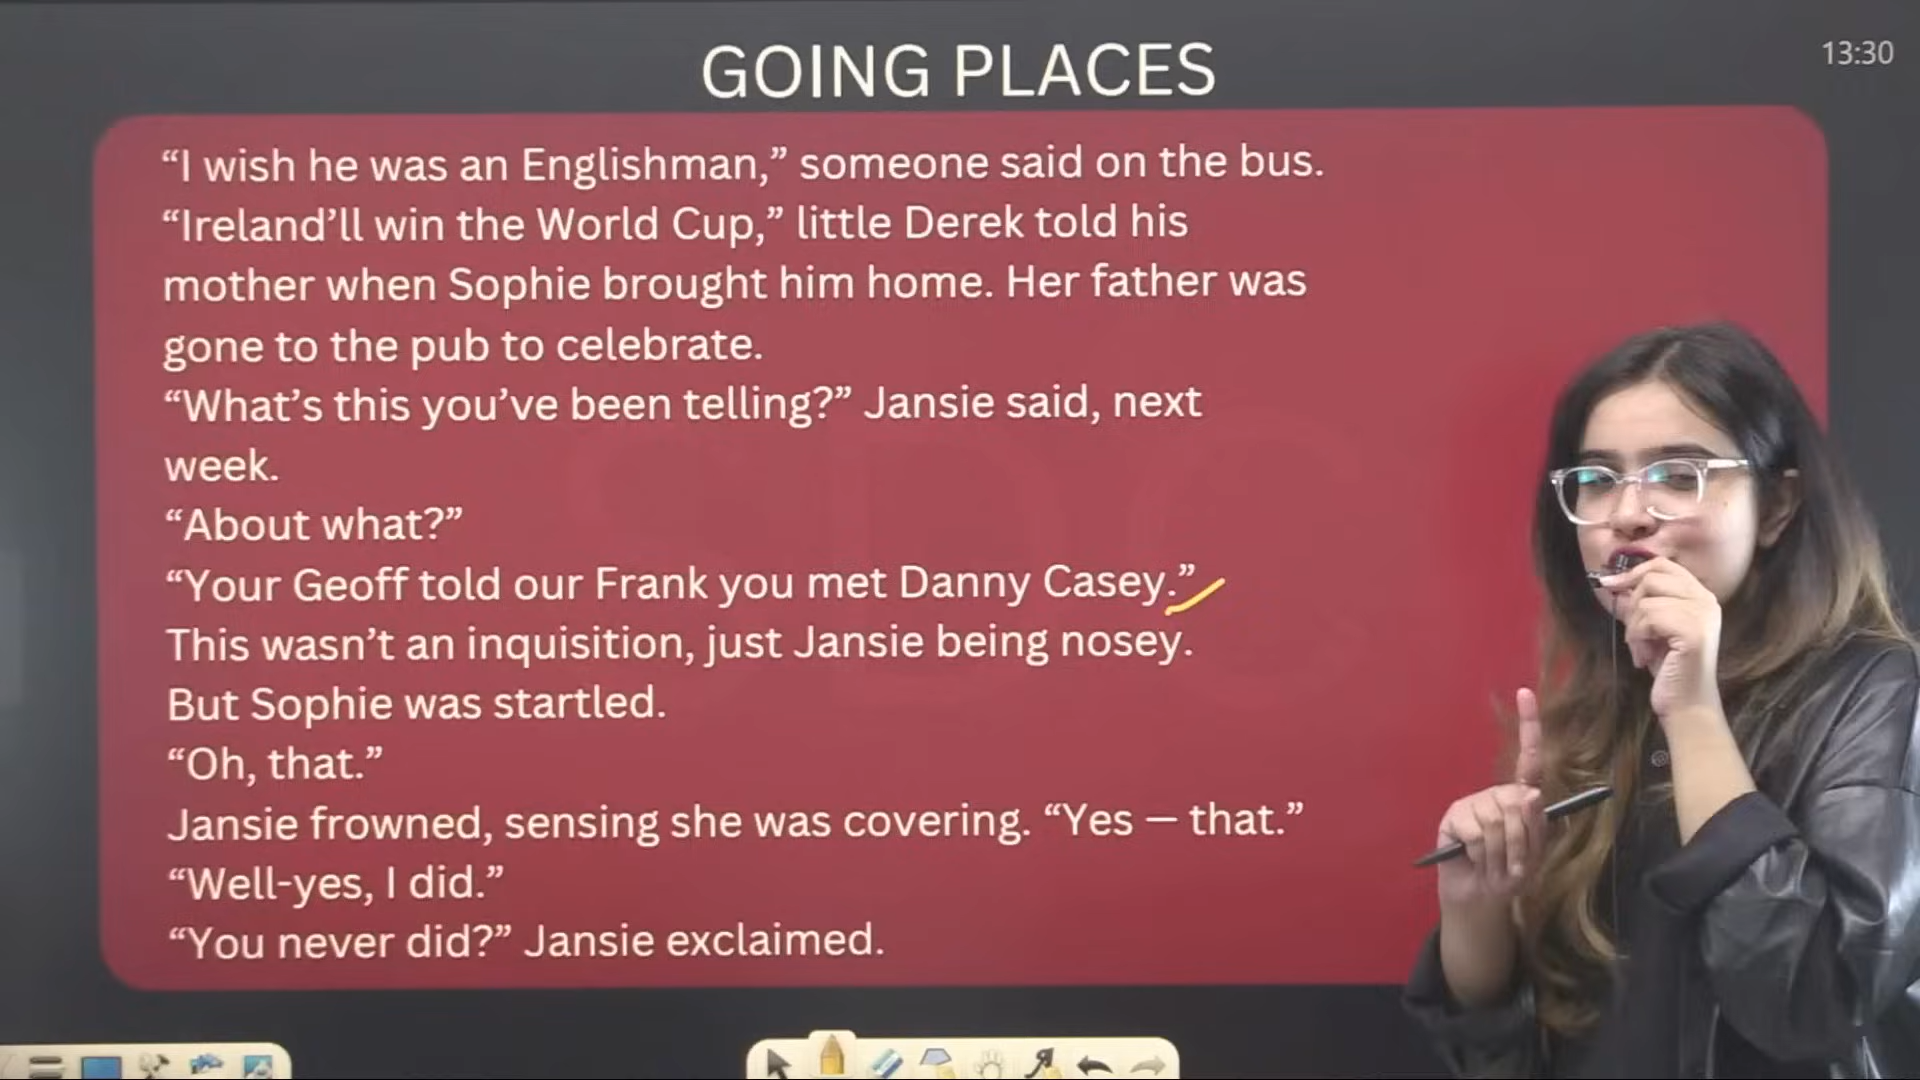 GOING PLACES
13:30
“I wish he was an Englishman,” someone said on the bus.
“Ireland’ll win the World Cup,” little Derek told his
mother when Sophie brought him home. Her father was
gone to the pub to celebrate.
“What’s this you’ve been telling?” Jansie said, next
week.
“About what?”
“Your Geoff told our Frank you met Danny Casey.”
This wasn’t an inquisition, just Jansie being nosey.
But Sophie was startled.
“Oh, that.”
Jansie frowned, sensing she was covering. “Yes — that.”
“Well-yes, I did.”
“You never did?” Jansie exclaimed.
SDC